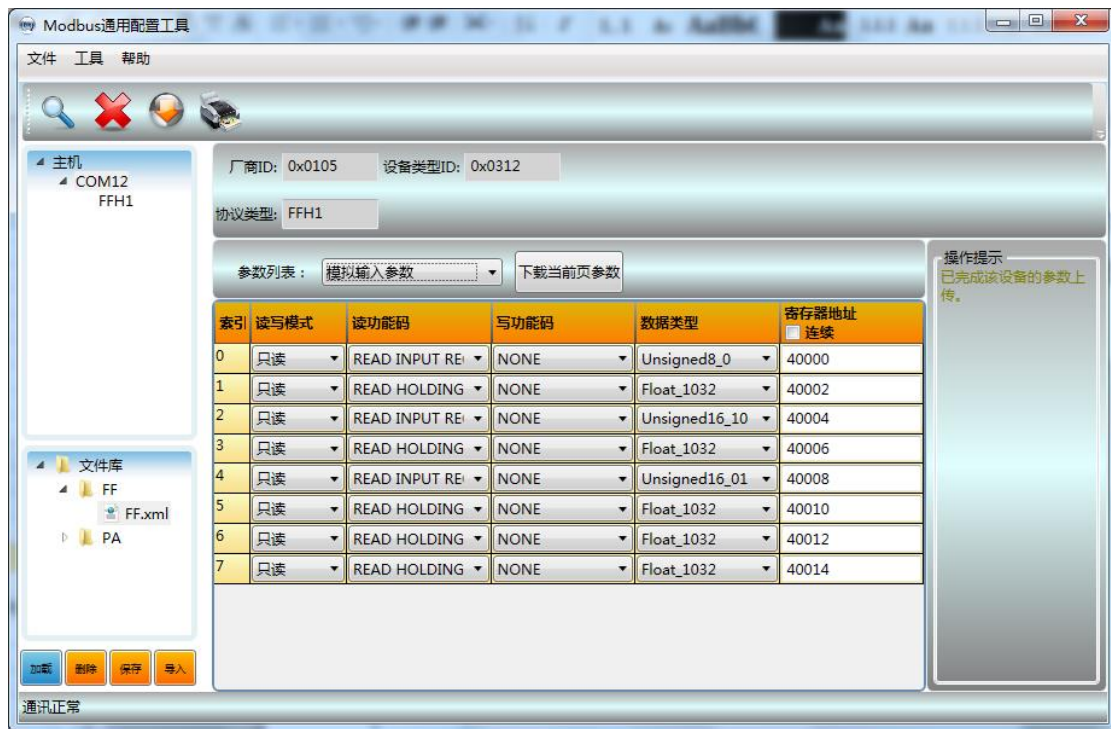 Modbus通用配置工具
文件 工具 帮助
主机
COM12
FFH1
厂商ID: 0x0105 设备类型ID: 0x0312
协议类型: FFH1
参数列表： 模拟输入参数 下载当前页参数
操作提示
已完成该设备的参数上
传。
索引 读写模式 读功能码 写功能码 数据类型 寄存器地址
连续
0 只读 READ INPUT RE NONE Unsigned8_0 40000
1 只读 READ HOLDING NONE Float_1032 40002
2 只读 READ INPUT RE NONE Unsigned16_10 40004
3 只读 READ HOLDING NONE Float_1032 40006
4 只读 READ INPUT RE NONE Unsigned16_01 40008
5 只读 READ HOLDING NONE Float_1032 40010
6 只读 READ HOLDING NONE Float_1032 40012
7 只读 READ HOLDING NONE Float_1032 40014
文件库
FF
FF.xml
PA
加载 删除 保存 导入
通讯正常